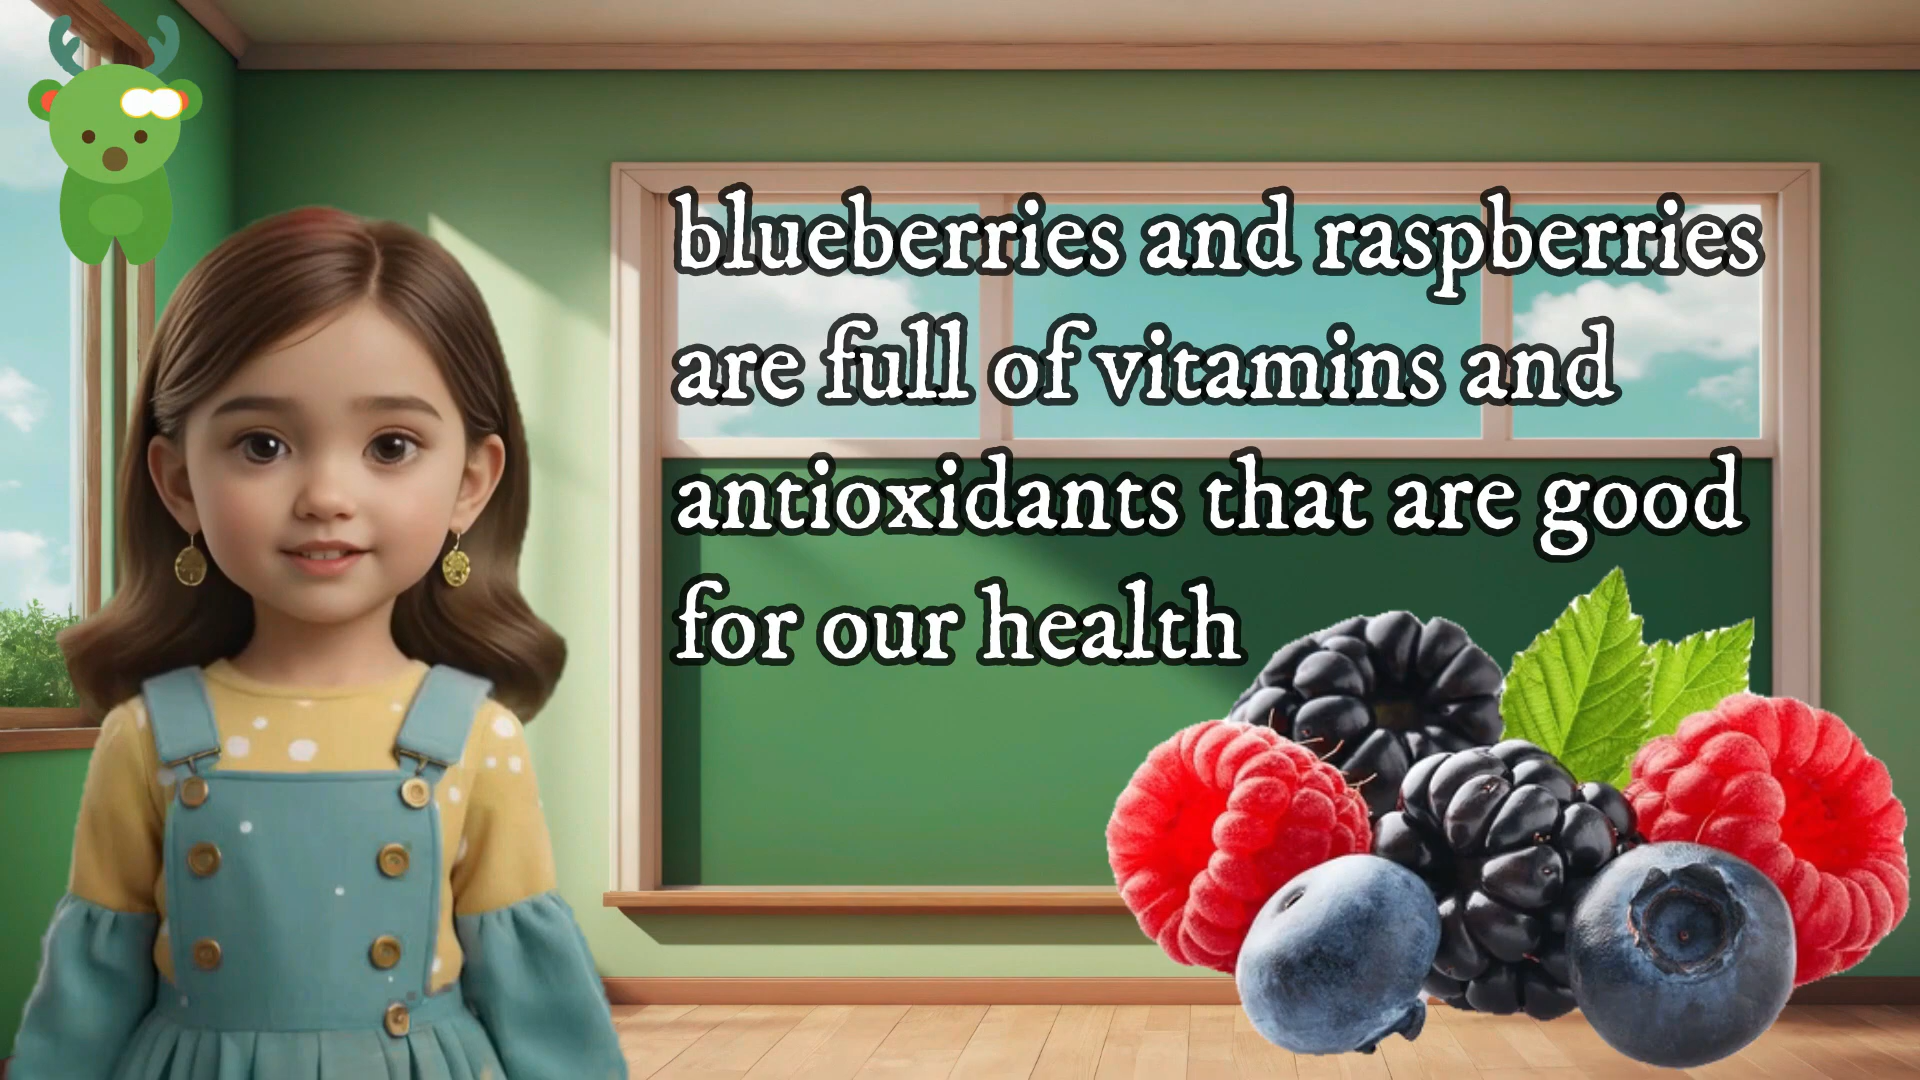 blueberries and raspberries
are full of vitamins and
antioxidants that are good
for our health